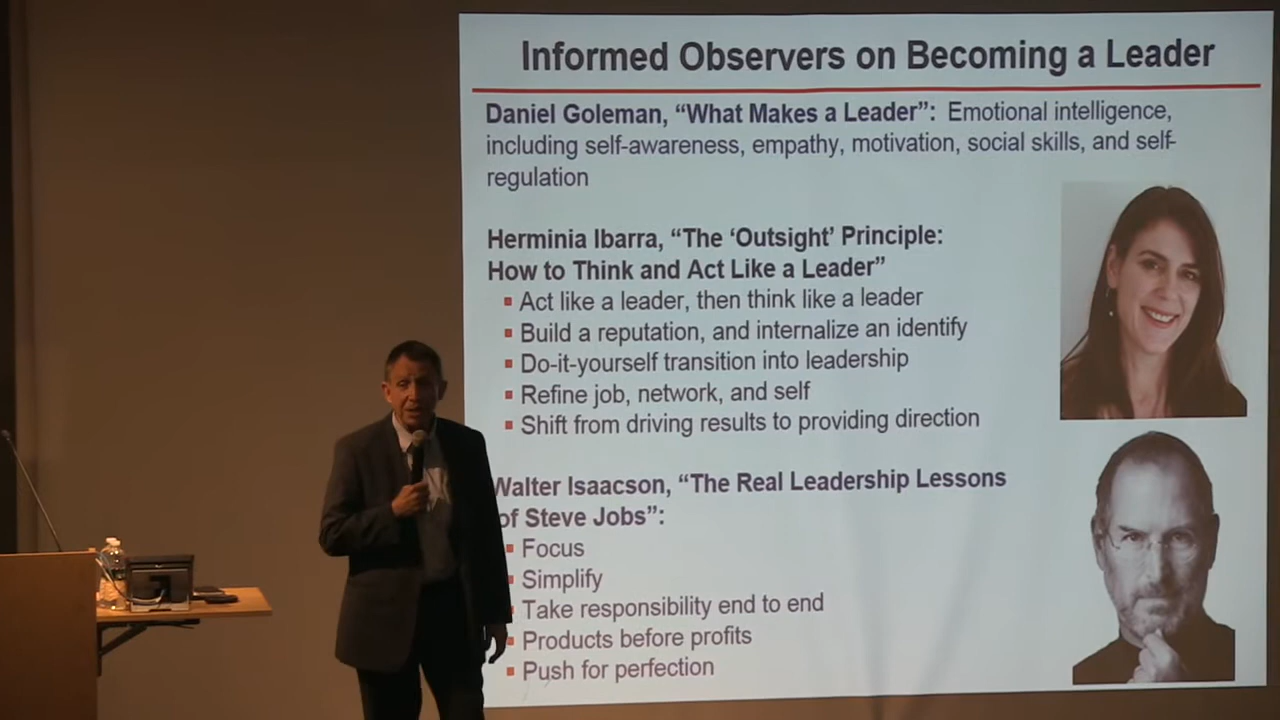 Informed Observers on Becoming a Leader
Daniel Goleman, “What Makes a Leader”: Emotional intelligence,
including self-awareness, empathy, motivation, social skills, and self-
regulation
Herminia Ibarra, “The ‘Outsight’ Principle:
How to Think and Act Like a Leader”
▪ Act like a leader, then think like a leader
▪ Build a reputation, and internalize an identify
▪ Do-it-yourself transition into leadership
▪ Refine job, network, and self
▪ Shift from driving results to providing direction
Walter Isaacson, “The Real Leadership Lessons
of Steve Jobs”:
▪ Focus
▪ Simplify
▪ Take responsibility end to end
▪ Products before profits
▪ Push for perfection